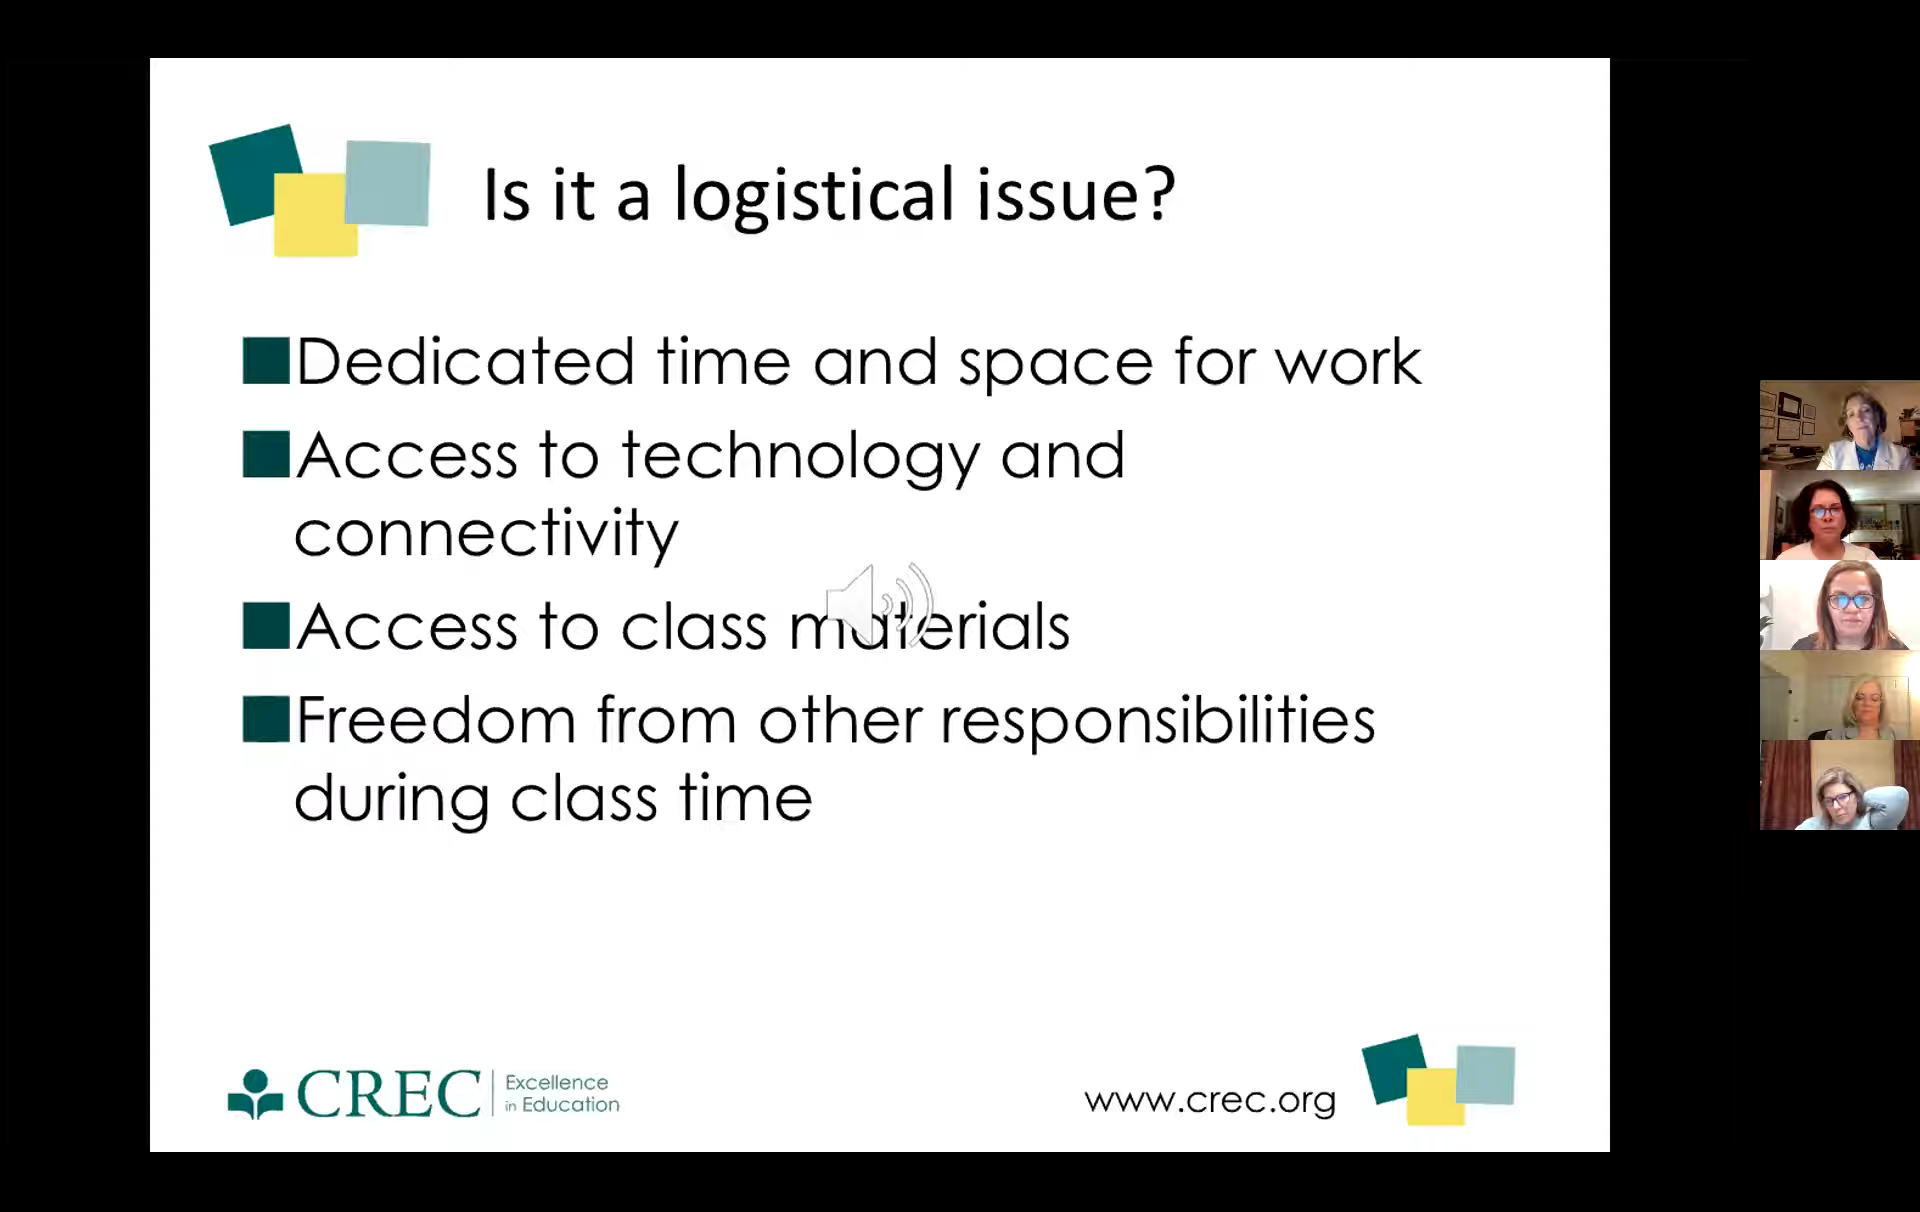 Is it a logistical issue?
Dedicated time and space for work
Access to technology and
connectivity
Access to class materials
Freedom from other responsibilities
during class time
CREC
Excellence
in Education
www.crec.org